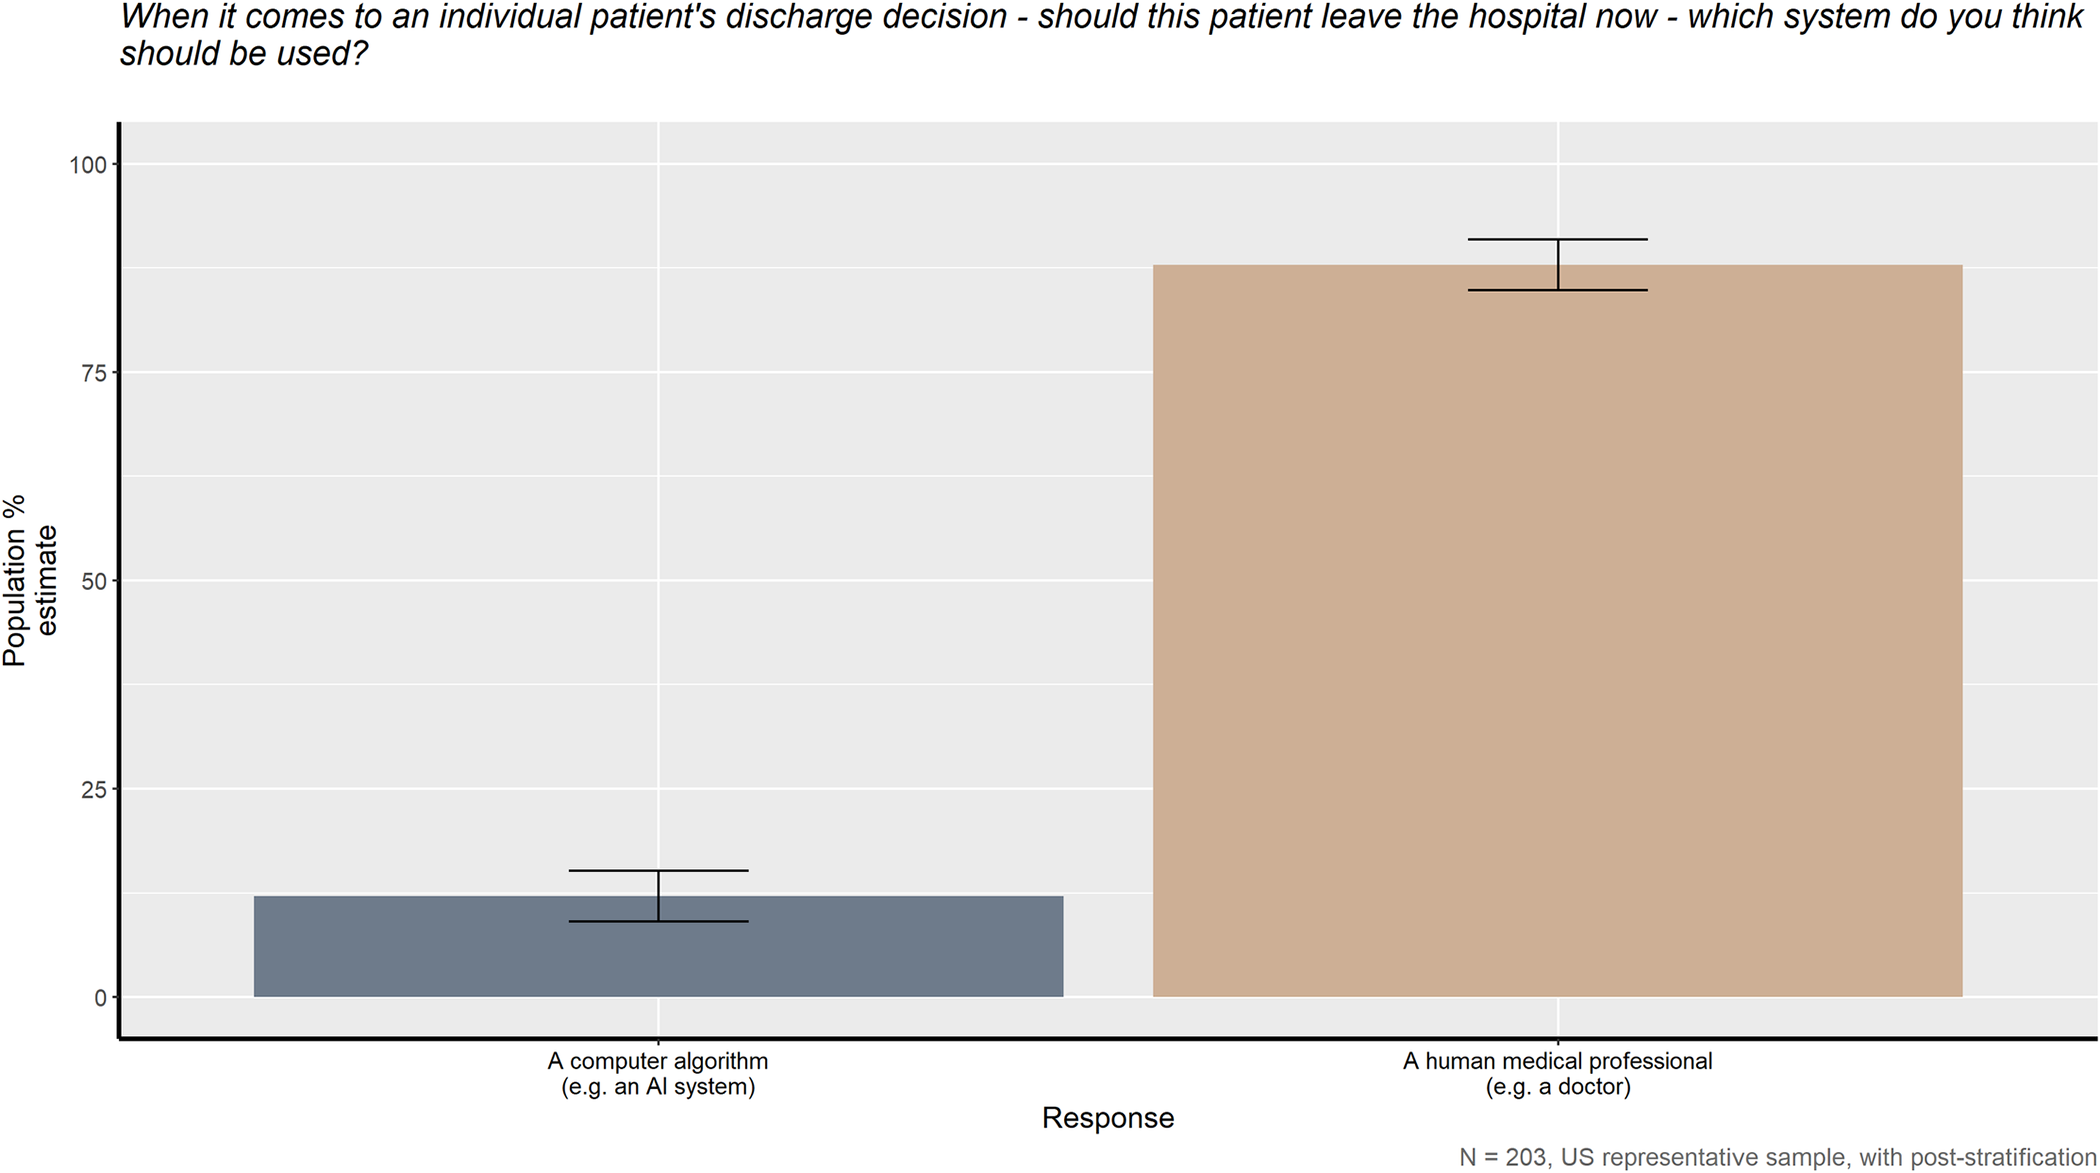 When it comes to an individual patient's discharge decision - should this patient leave the hospital now - which system do you think
should be used?
100
75
50
25
0
Population %
estimate
A computer algorithm
(e.g. an AI system)
A human medical professional
(e.g. a doctor)
Response
N = 203, US representative sample, with post-stratification